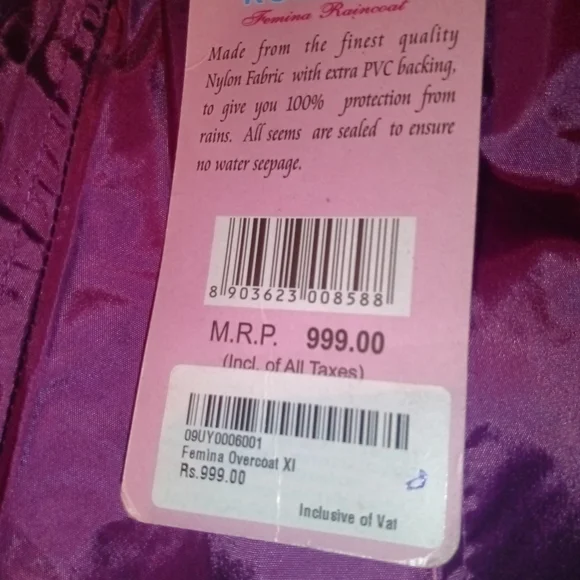 Femina Raincoat
Made from the finest quality
Nylon Fabric with extra PVC backing,
to give you 100% protection from
rains. All seems are sealed to ensure
no water seepage.
8 903623 008588
M.R.P. 999.00
(Incl. of All Taxes)
09UY0006001
Femina Overcoat Xl
Rs.999.00
Inclusive of Vat